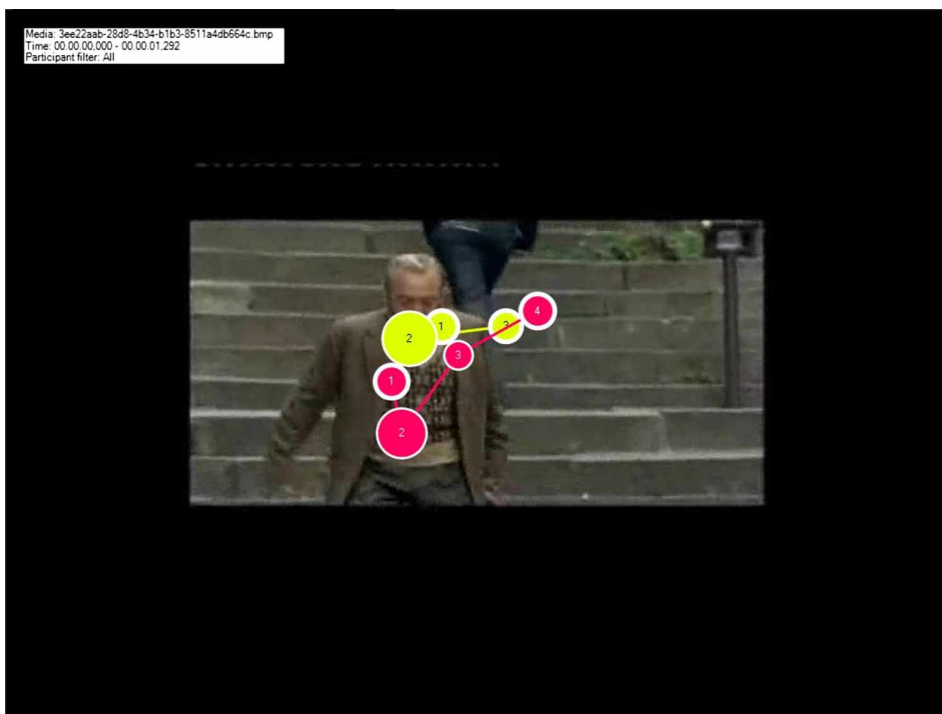 Media: 3ee22aab-28d8-4b34-b1b3-8511a4db664c.bmp
Time: 00.00.00,000 - 00.00.01,292
Participant filter: All
1
3
4
2
3
1
2